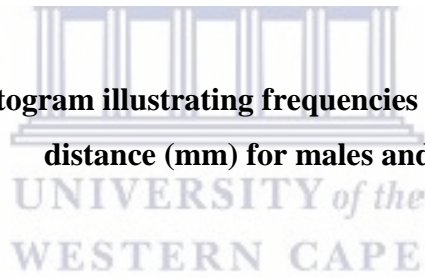 togram illustrating frequencies
distance (mm) for males and
UNIVERSITY of the
WESTERN CAPE